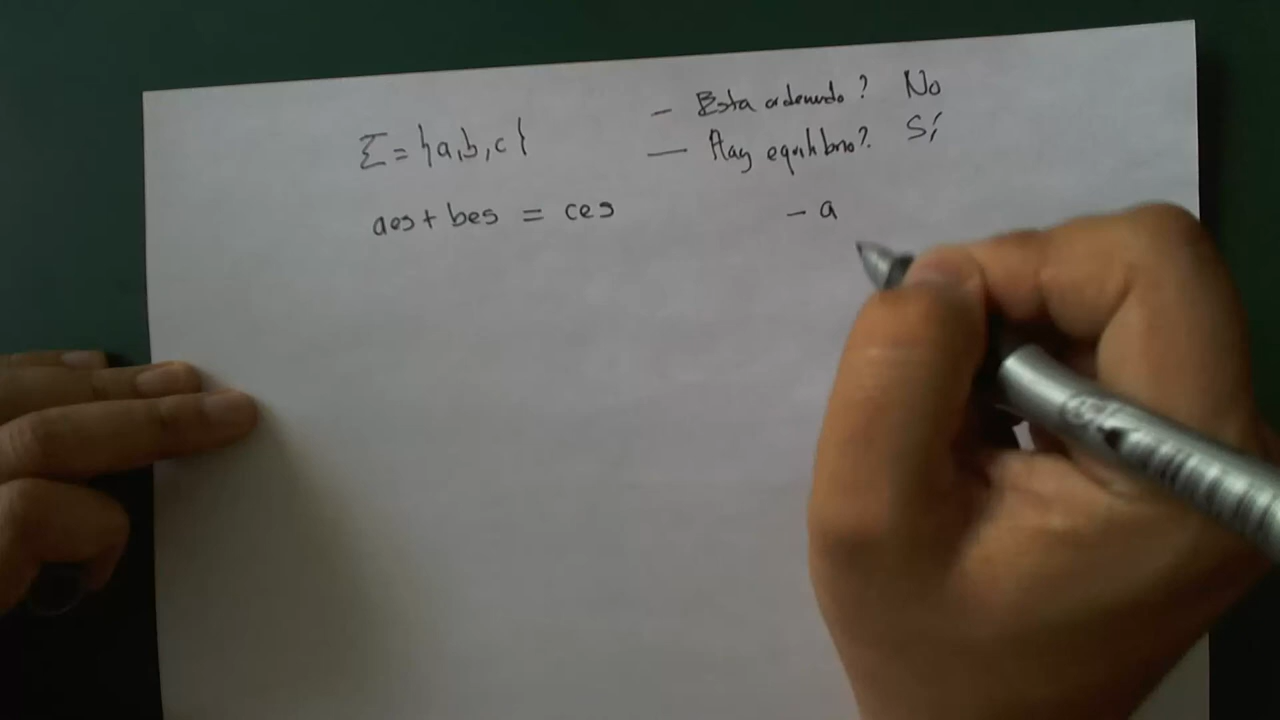 Σ = {a,b,c}
aes + bes = ces
- Esta ordenado? No
- Hay equilibrio? Sí
- a